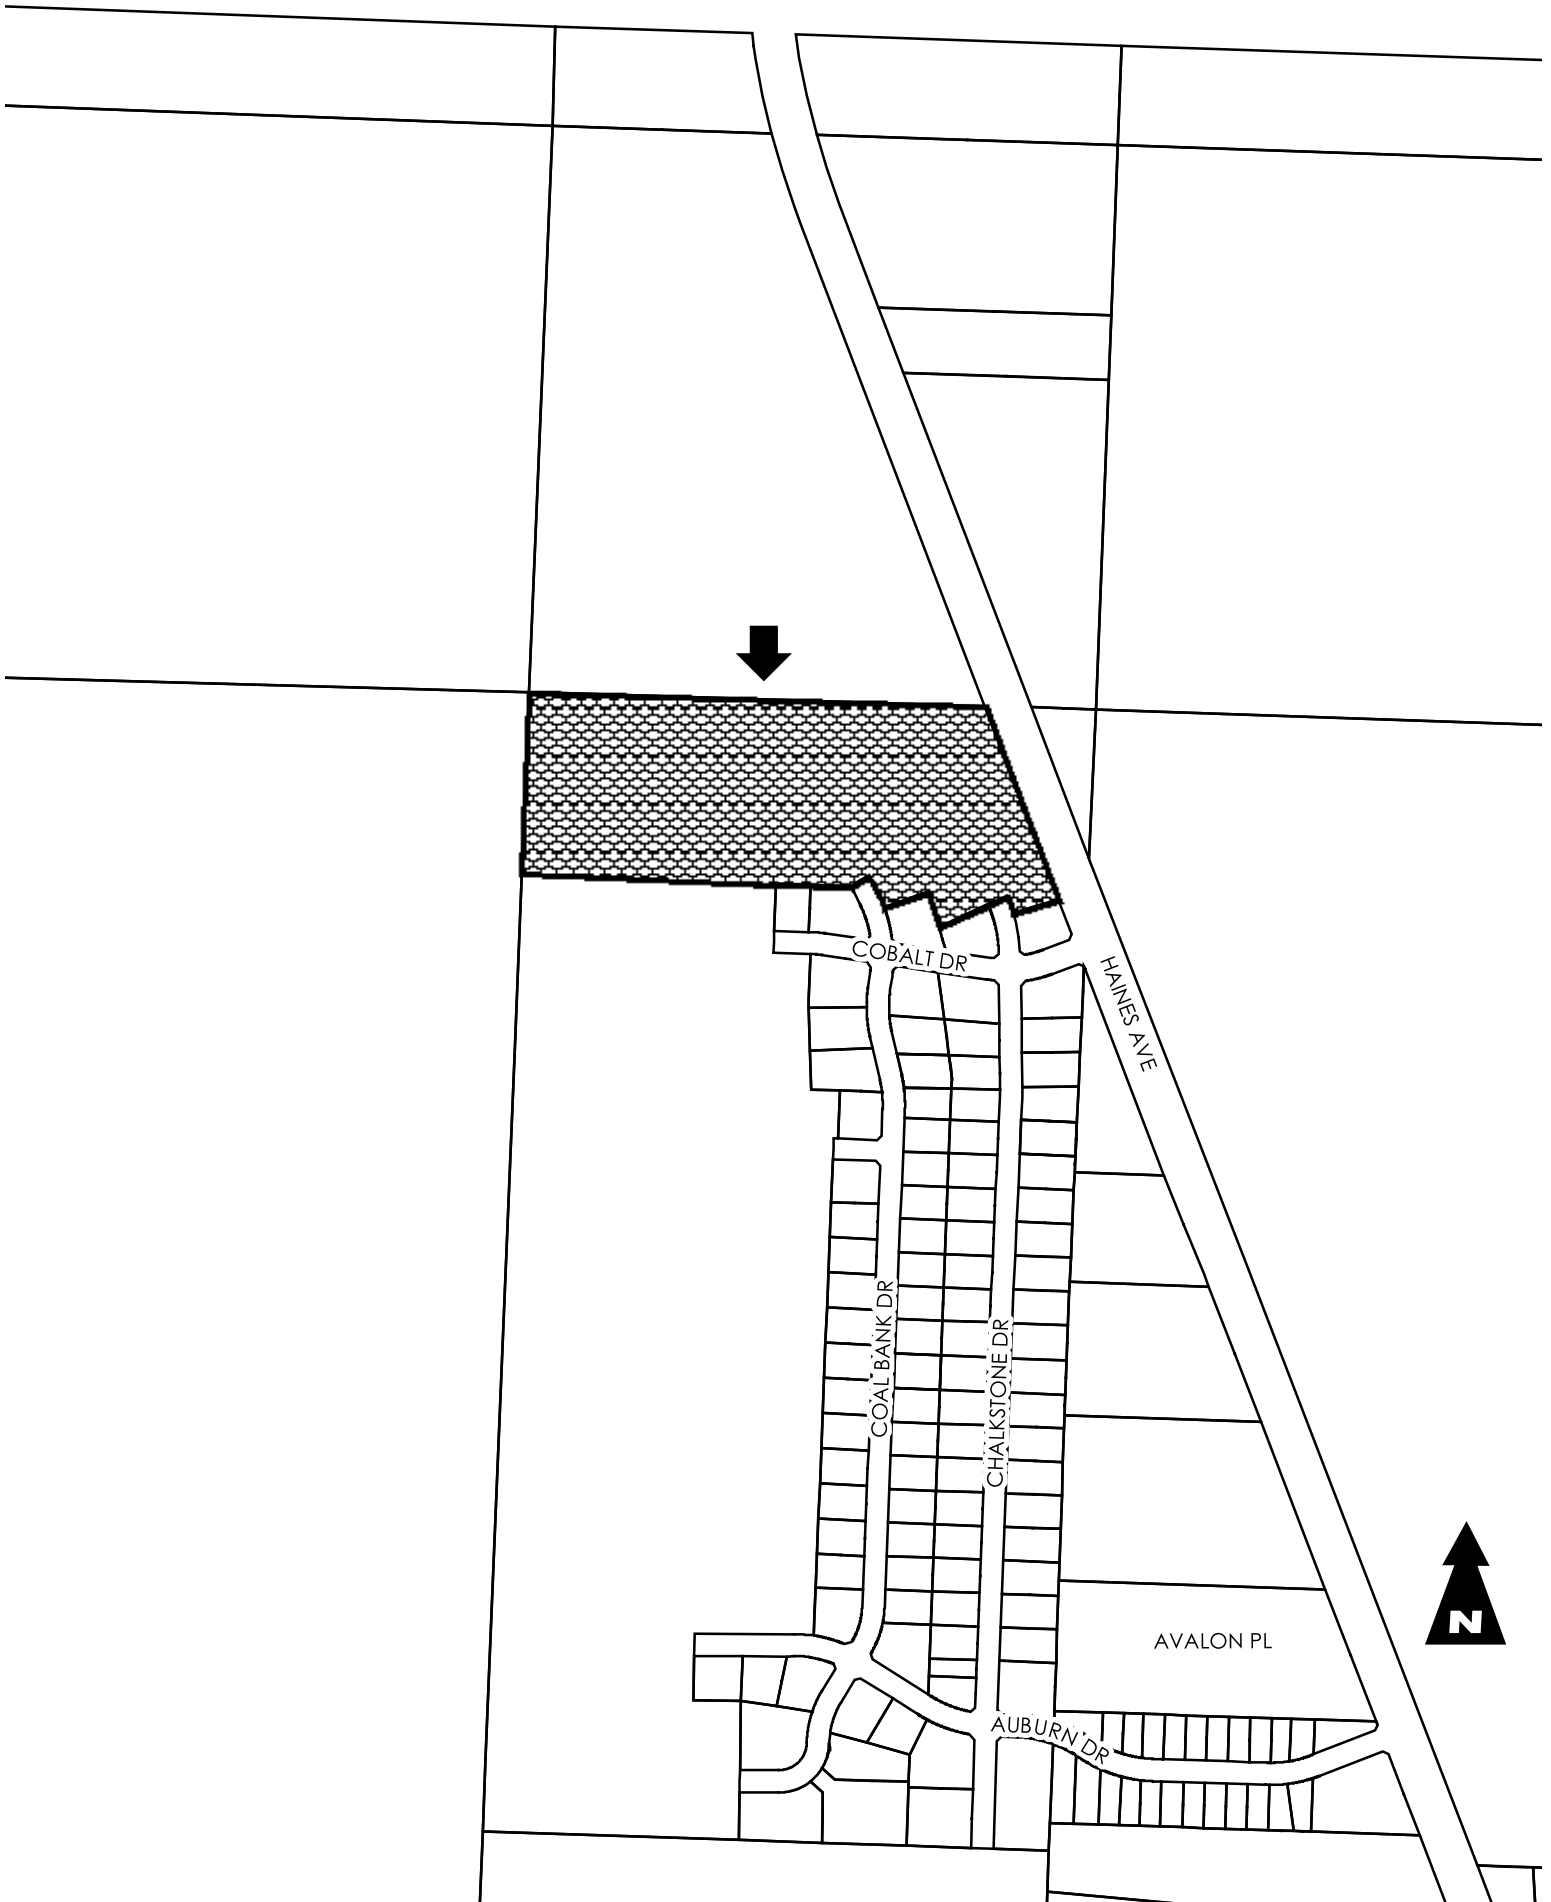 COBALT DR
HAINES AVE
COAL BANK DR
CHALKSTONE DR
N
AVALON PL
AUBURN DR